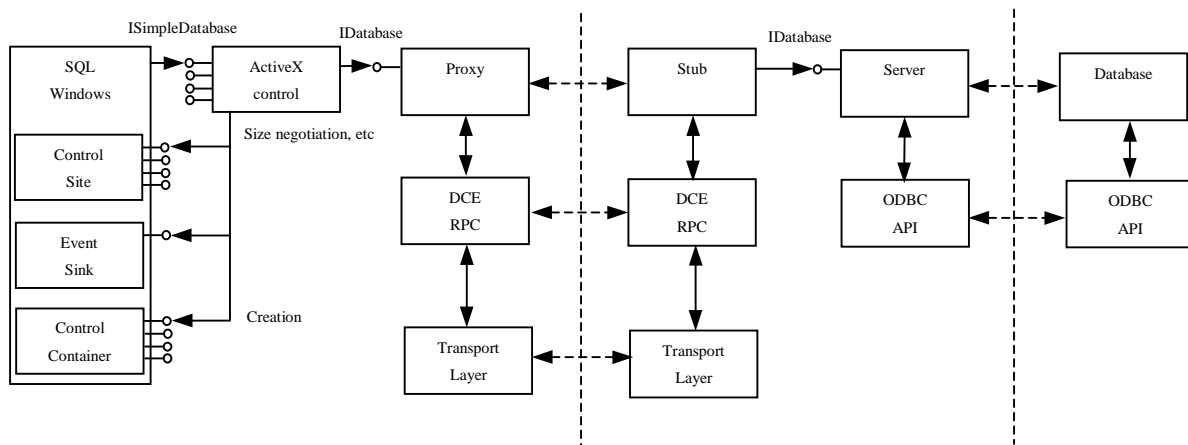 ISimpleDatabase
SQL
Windows
ActiveX
control
IDatabase
Proxy
Stub
IDatabase
Server
Database
Size negotiation, etc
Control
Site
DCE
RPC
DCE
RPC
ODBC
API
ODBC
API
Event
Sink
Creation
Control
Container
Transport
Layer
Transport
Layer